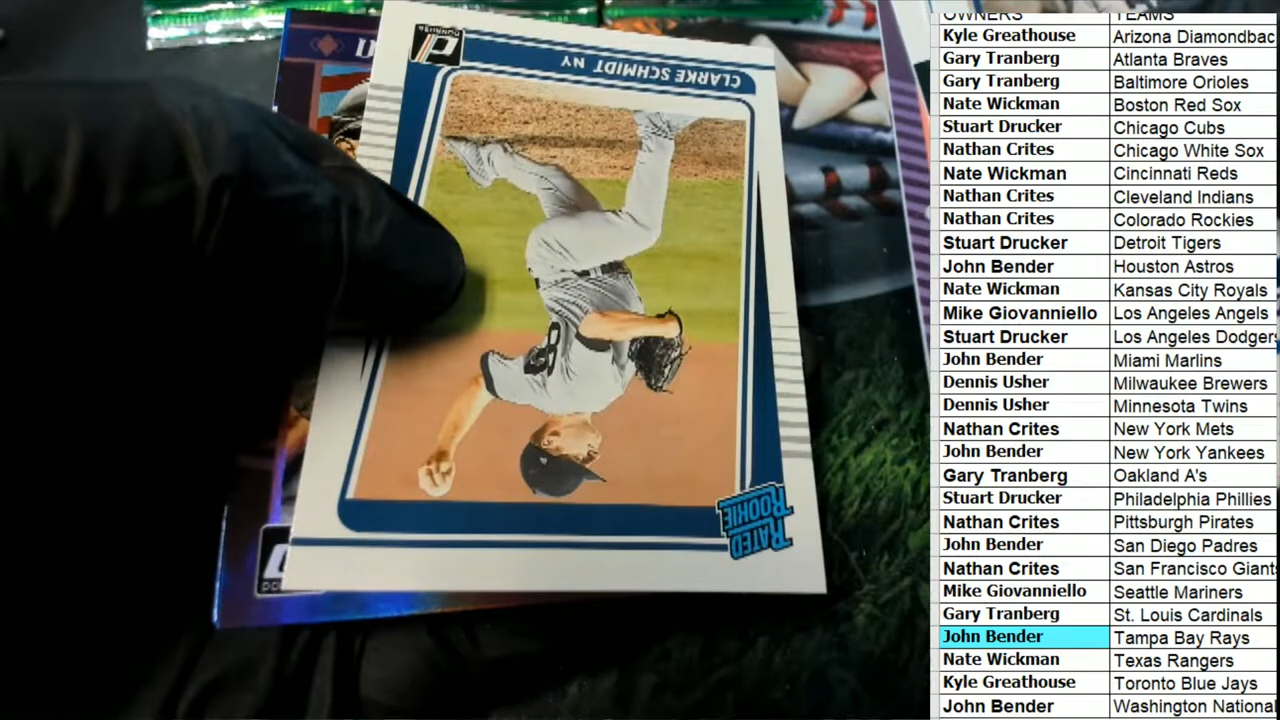 OWNERS TEAMS
Kyle Greathouse Arizona Diamondbac
Gary Tranberg Atlanta Braves
Gary Tranberg Baltimore Orioles
Nate Wickman Boston Red Sox
Stuart Drucker Chicago Cubs
Nathan Crites Chicago White Sox
Nate Wickman Cincinnati Reds
Nathan Crites Cleveland Indians
Nathan Crites Colorado Rockies
Stuart Drucker Detroit Tigers
John Bender Houston Astros
Nate Wickman Kansas City Royals
Mike Giovanniello Los Angeles Angels
Stuart Drucker Los Angeles Dodger
John Bender Miami Marlins
Dennis Usher Milwaukee Brewers
Dennis Usher Minnesota Twins
Nathan Crites New York Mets
John Bender New York Yankees
Gary Tranberg Oakland A's
Stuart Drucker Philadelphia Phillies
Nathan Crites Pittsburgh Pirates
John Bender San Diego Padres
Nathan Crites San Francisco Giants
Mike Giovanniello Seattle Mariners
Gary Tranberg St. Louis Cardinals
John Bender Tampa Bay Rays
Nate Wickman Texas Rangers
Kyle Greathouse Toronto Blue Jays
John Bender Washington National
RATED
ROOKIE
CLARKE SCHMIDT NY
DONRUSS